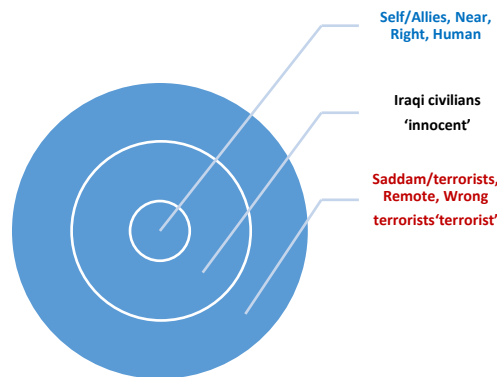 Self/Allies, Near,
Right, Human
Iraqi civilians
‘innocent’
Saddam/terrorists,
Remote, Wrong
terrorists‘terrorist’